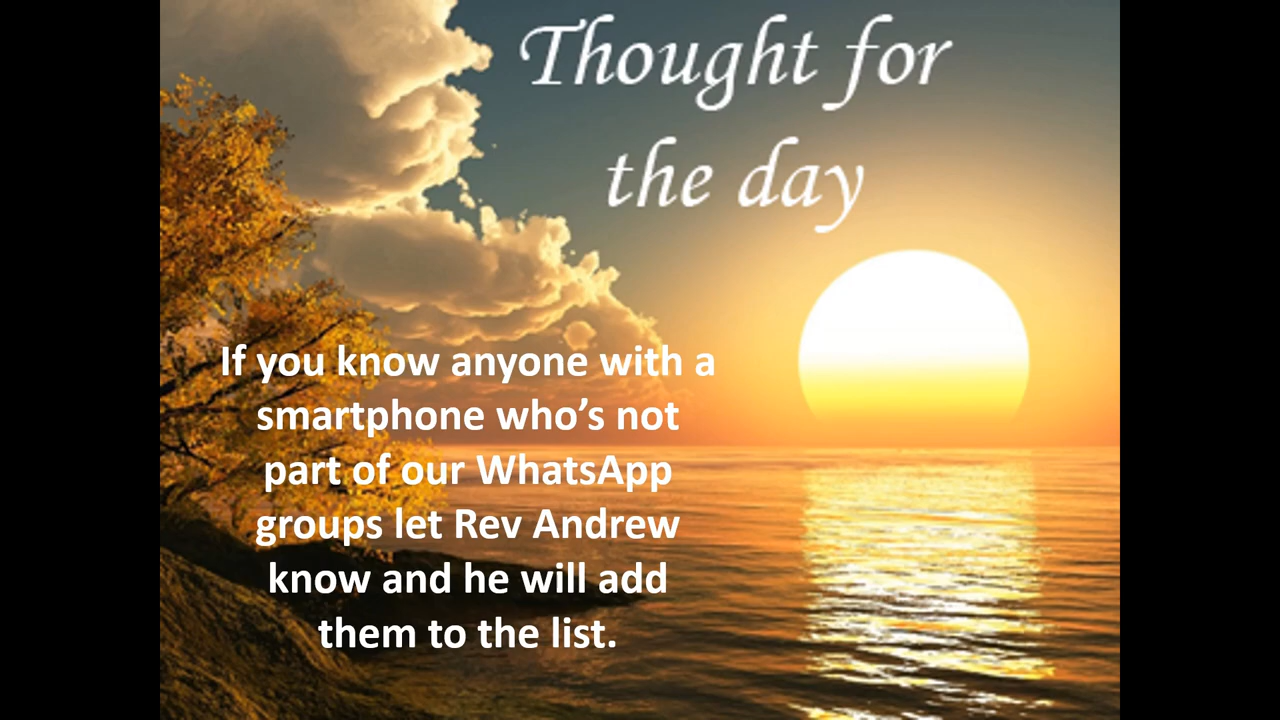 Thought for
the day
If you know anyone with a
smartphone who’s not
part of our WhatsApp
groups let Rev Andrew
know and he will add
them to the list.